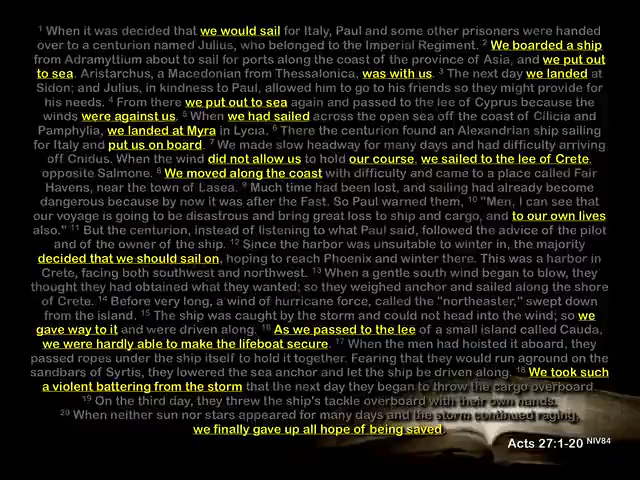 1 When it was decided that we would sail for Italy, Paul and some other prisoners were handed
over to a centurion named Julius, who belonged to the Imperial Regiment. 2 We boarded a ship
from Adramyttium about to sail for ports along the coast of the province of Asia, and we put out
to sea. Aristarchus, a Macedonian from Thessalonica, was with us. 3 The next day we landed at
Sidon; and Julius, in kindness to Paul, allowed him to go to his friends so they might provide for
his needs. 4 From there we put out to sea again and passed to the lee of Cyprus because the
winds were against us. 5 When we had sailed across the open sea off the coast of Cilicia and
Pamphylia, we landed at Myra in Lycia. 6 There the centurion found an Alexandrian ship sailing
for Italy and put us on board. 7 We made slow headway for many days and had difficulty arriving
off Cnidus. When the wind did not allow us to hold our course, we sailed to the lee of Crete,
opposite Salmone. 8 We moved along the coast with difficulty and came to a place called Fair
Havens, near the town of Lasea. 9 Much time had been lost, and sailing had already become
dangerous because by now it was after the Fast. So Paul warned them, 10 "Men, I can see that
our voyage is going to be disastrous and bring great loss to ship and cargo, and to our own lives
also." 11 But the centurion, instead of listening to what Paul said, followed the advice of the pilot
and of the owner of the ship. 12 Since the harbor was unsuitable to winter in, the majority
decided that we should sail on, hoping to reach Phoenix and winter there. This was a harbor in
Crete, facing both southwest and northwest. 13 When a gentle south wind began to blow, they
thought they had obtained what they wanted; so they weighed anchor and sailed along the shore
of Crete. 14 Before very long, a wind of hurricane force, called the "northeaster," swept down
from the island. 15 The ship was caught by the storm and could not head into the wind; so we
gave way to it and were driven along. 16 As we passed to the lee of a small island called Cauda,
we were hardly able to make the lifeboat secure. 17 When the men had hoisted it aboard, they
passed ropes under the ship itself to hold it together. Fearing that they would run aground on the
sandbars of Syrtis, they lowered the sea anchor and let the ship be driven along. 18 We took such
a violent battering from the storm that the next day they began to throw the cargo overboard.
19 On the third day, they threw the ship's tackle overboard with their own hands.
20 When neither sun nor stars appeared for many days and the storm continued raging,
we finally gave up all hope of being saved.
Acts 27:1-20 NIV84